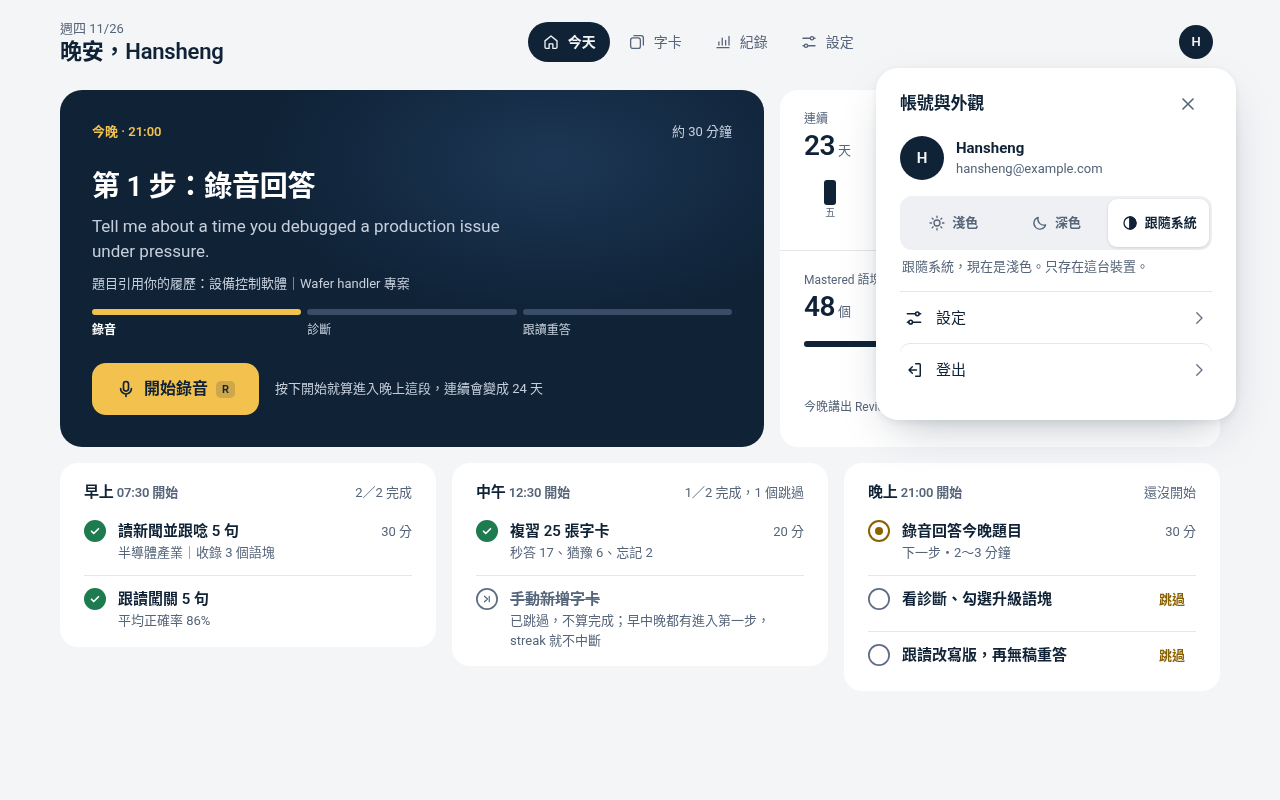 週四 11/26
晚安，Hansheng
今天
字卡
紀錄
設定
H
今晚 · 21:00
約 30 分鐘
第 1 步：錄音回答
Tell me about a time you debugged a production issue
under pressure.
題目引用你的履歷：設備控制軟體｜Wafer handler 專案
錄音
診斷
跟讀重答
開始錄音 R
按下開始就算進入晚上這段，連續會變成 24 天
連續
23 天
五
Mastered 語塊
48 個
今晚講出
帳號與外觀
H
Hansheng
hansheng@example.com
淺色
深色
跟隨系統
跟隨系統，現在是淺色。只存在這台裝置。
設定
登出
早上 07:30 開始
2／2 完成
讀新聞並跟唸 5 句
30 分
半導體產業｜收錄 3 個語塊
跟讀闖關 5 句
平均正確率 86%
中午 12:30 開始
1／2 完成，1 個跳過
複習 25 張字卡
20 分
秒答 17、猶豫 6、忘記 2
手動新增字卡
已跳過，不算完成；早中晚都有進入第一步，
streak 就不中斷
晚上 21:00 開始
還沒開始
錄音回答今晚題目
30 分
下一步・2～3 分鐘
看診斷、勾選升級語塊
跳過
跟讀改寫版，再無稿重答
跳過